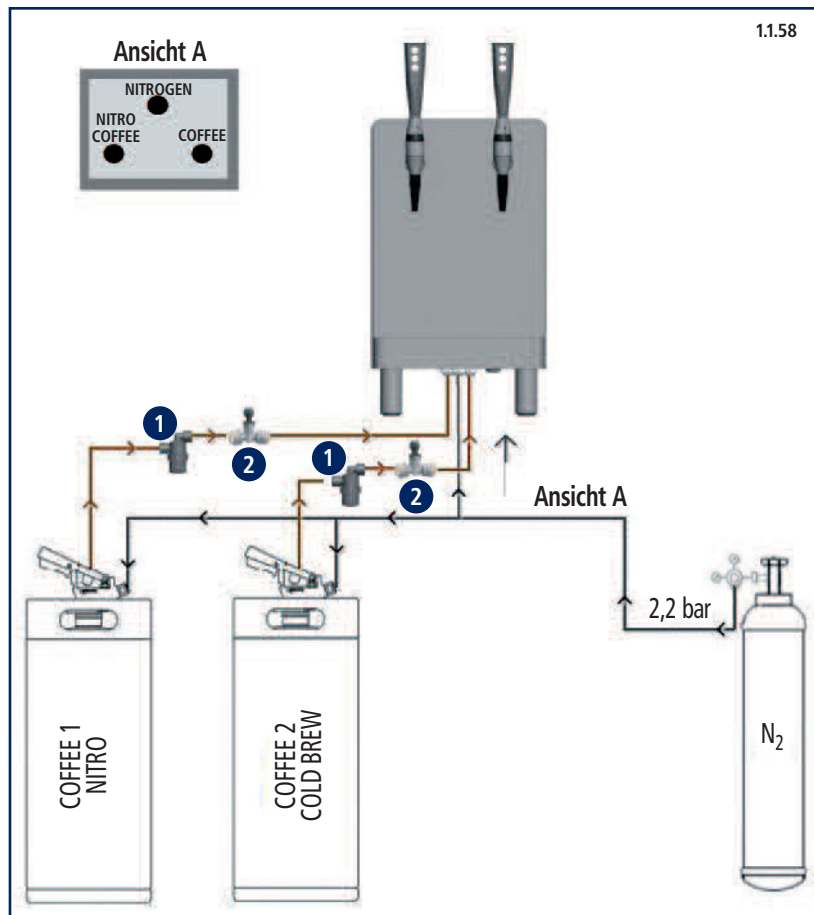 1.1.58
Ansicht A
NITROGEN
NITRO
COFFEE
COFFEE
1
2
1
2
Ansicht A
2,2 bar
COFFEE 1
NITRO
COFFEE 2
COLD BREW
N₂